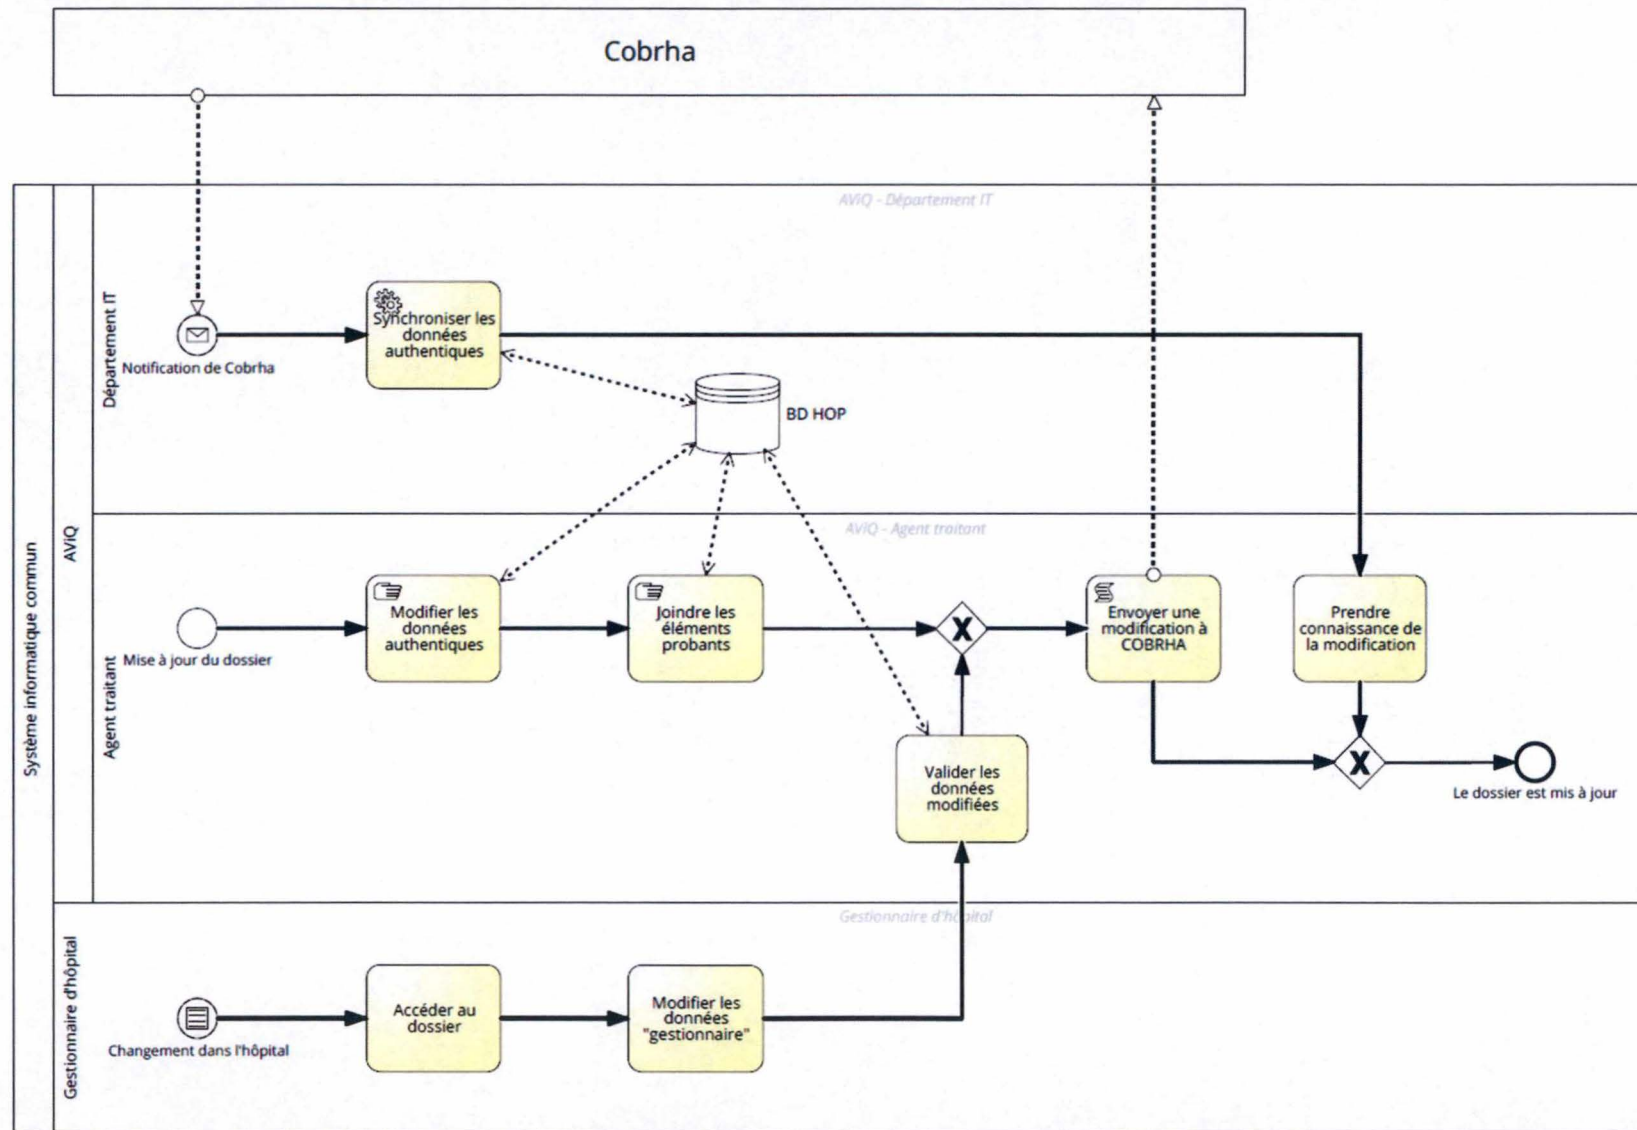 Cobrha
Système informatique commun
AViQ
Département IT
AViQ - Département IT
Notification de Cobrha
Synchroniser les
données
authentiques
BD HOP
Agent traitant
AViQ - Agent traitant
Mise à jour du dossier
Modifier les
données
authentiques
Joindre les
éléments
probants
X
Envoyer une
modification à
COBRHA
Prendre
connaissance de
la modification
Valider les
données
modifiées
X
Le dossier est mis à jour
Gestionnaire d'hôpital
Gestionnaire d'hôpital
Changement dans l'hôpital
Accéder au
dossier
Modifier les
données
"gestionnaire"